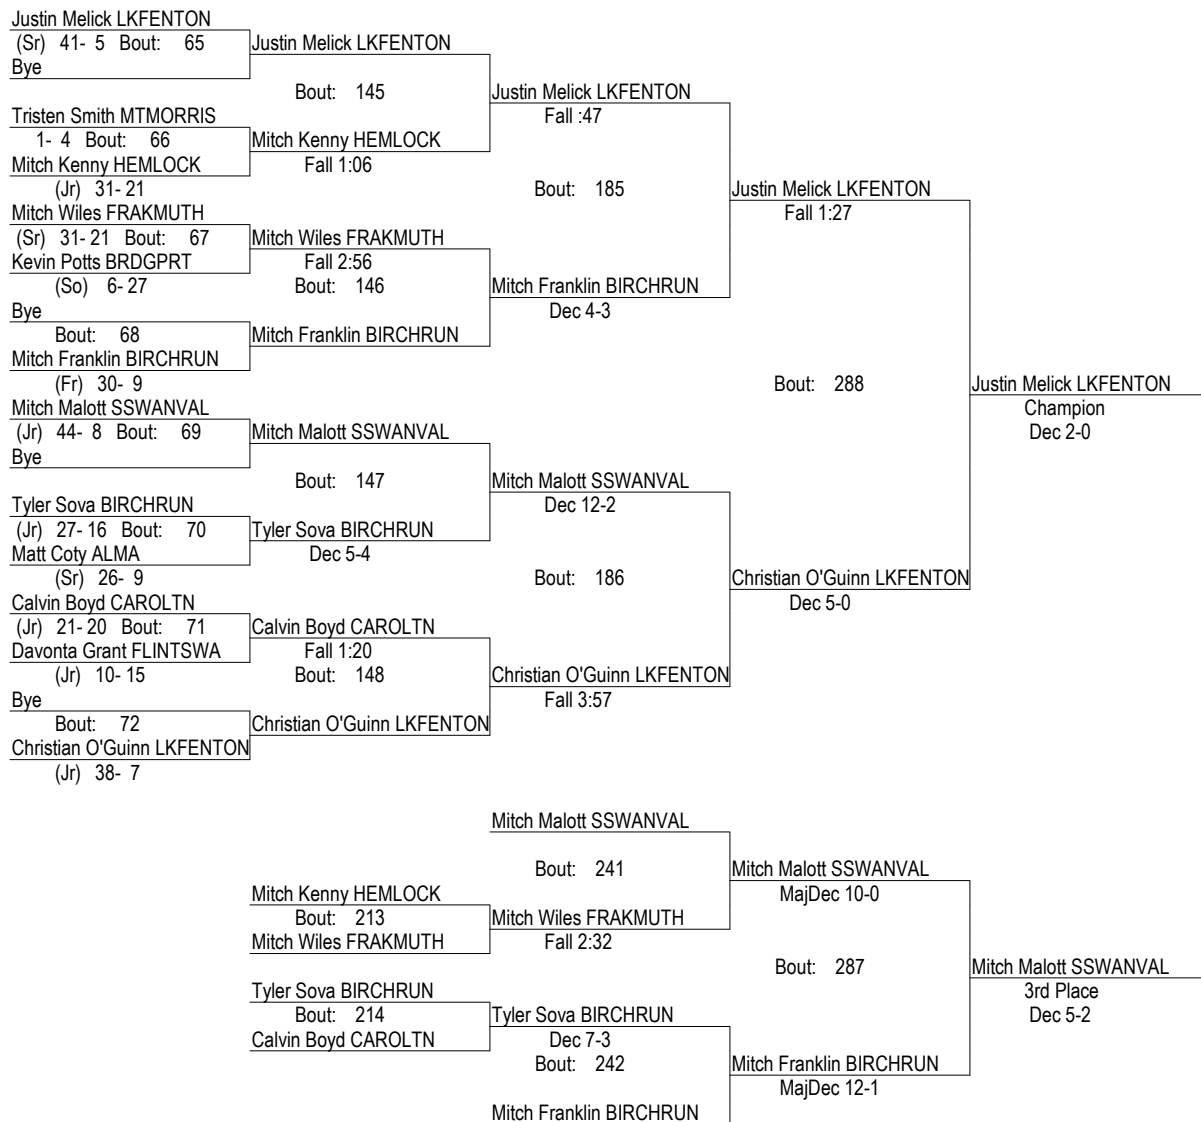 Justin Melick LKFENTON
(Sr) 41- 5 Bout: 65
Justin Melick LKFENTON
Bye
Bout: 145
Justin Melick LKFENTON
Tristen Smith MTMORRIS
Fall :47
1- 4 Bout: 66
Mitch Kenny HEMLOCK
Mitch Kenny HEMLOCK
Fall 1:06
(Jr) 31- 21
Bout: 185
Justin Melick LKFENTON
Mitch Wiles FRAKMUTH
Fall 1:27
(Sr) 31- 21 Bout: 67
Mitch Wiles FRAKMUTH
Kevin Potts BRDGPRT
Fall 2:56
(So) 6- 27
Bout: 146
Mitch Franklin BIRCHRUN
Bye
Dec 4-3
Bout: 68
Mitch Franklin BIRCHRUN
Mitch Franklin BIRCHRUN
(Fr) 30- 9
Bout: 288
Justin Melick LKFENTON
Mitch Malott SSWANVAL
Champion
(Jr) 44- 8 Bout: 69
Mitch Malott SSWANVAL
Dec 2-0
Bye
Bout: 147
Mitch Malott SSWANVAL
Tyler Sova BIRCHRUN
Dec 12-2
(Jr) 27- 16 Bout: 70
Tyler Sova BIRCHRUN
Matt Coty ALMA
Dec 5-4
(Sr) 26- 9
Bout: 186
Christian O'Guinn LKFENTON
Calvin Boyd CAROLTN
Dec 5-0
(Jr) 21- 20 Bout: 71
Calvin Boyd CAROLTN
Davonta Grant FLINTSWA
Fall 1:20
(Jr) 10- 15
Bout: 148
Christian O'Guinn LKFENTON
Bye
Fall 3:57
Bout: 72
Christian O'Guinn LKFENTON
Christian O'Guinn LKFENTON
(Jr) 38- 7
Mitch Malott SSWANVAL
Bout: 241
Mitch Malott SSWANVAL
Mitch Kenny HEMLOCK
MajDec 10-0
Bout: 213
Mitch Wiles FRAKMUTH
Mitch Wiles FRAKMUTH
Fall 2:32
Bout: 287
Mitch Malott SSWANVAL
Tyler Sova BIRCHRUN
3rd Place
Bout: 214
Tyler Sova BIRCHRUN
Dec 5-2
Calvin Boyd CAROLTN
Dec 7-3
Bout: 242
Mitch Franklin BIRCHRUN
MajDec 12-1
Mitch Franklin BIRCHRUN